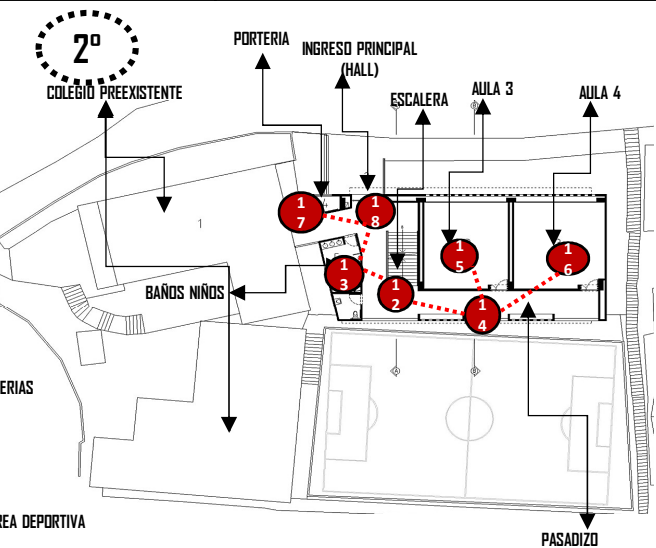 2º
PORTERIA
INGRESO PRINCIPAL
(HALL)
COLEGIO PREEXISTENTE
ESCALERA
AULA 3
AULA 4
1
17
18
15
16
13
12
14
BAÑOS NIÑOS
A
B
ERIAS
REA DEPORTIVA
PASADIZO